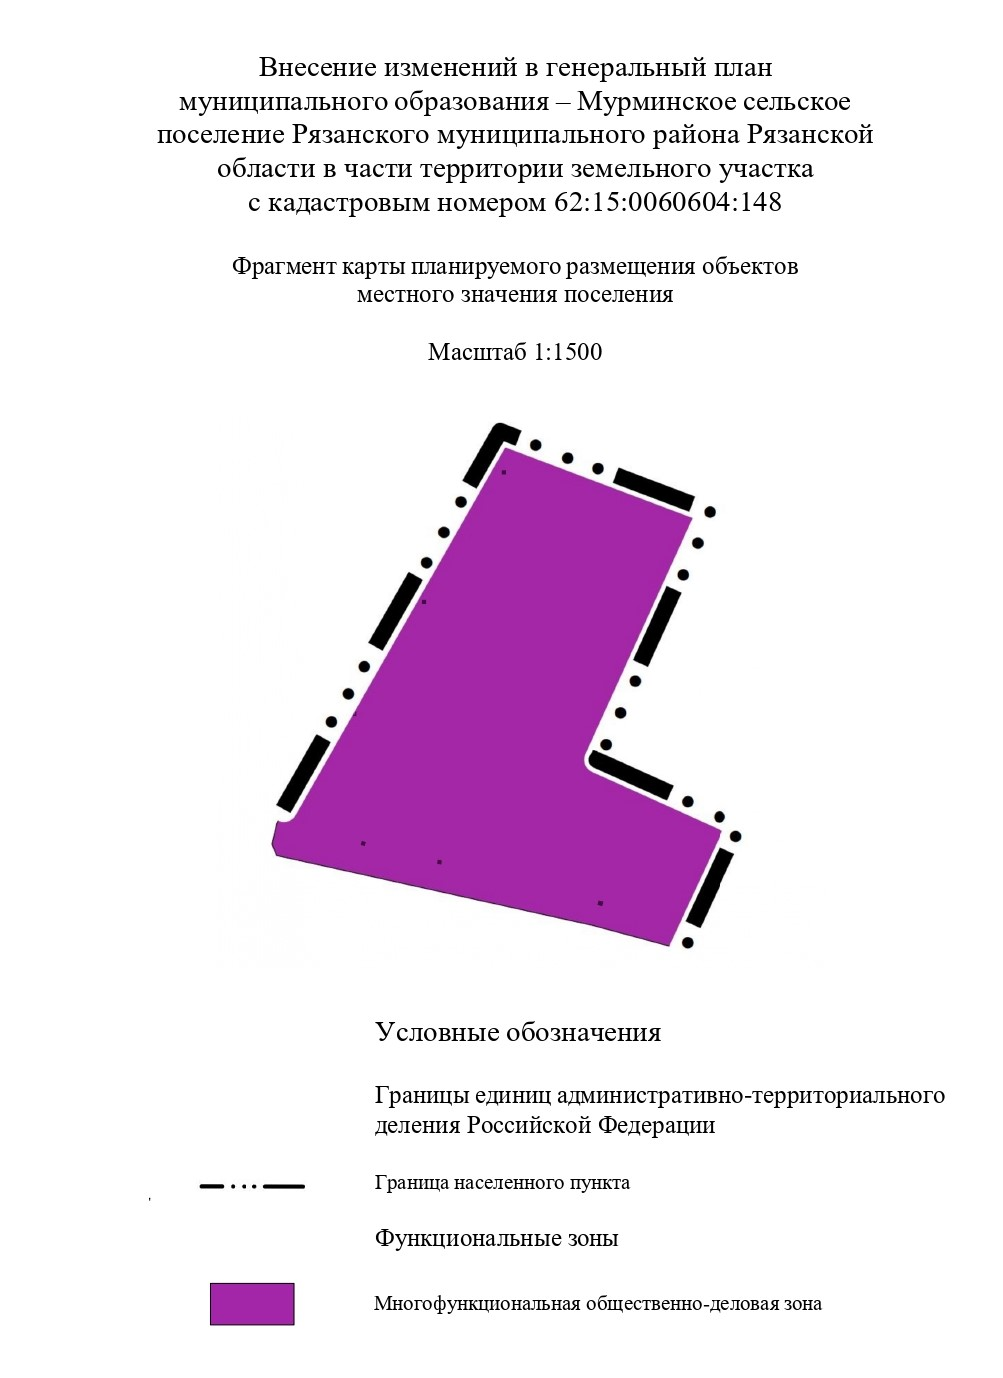 Внесение изменений в генеральный план
муниципального образования – Мурминское сельское
поселение Рязанского муниципального района Рязанской
области в части территории земельного участка
с кадастровым номером 62:15:0060604:148
Фрагмент карты планируемого размещения объектов
местного значения поселения
Масштаб 1:1500
Условные обозначения
Границы единиц административно-территориального
деления Российской Федерации
Граница населенного пункта
Функциональные зоны
Многофункциональная общественно-деловая зона